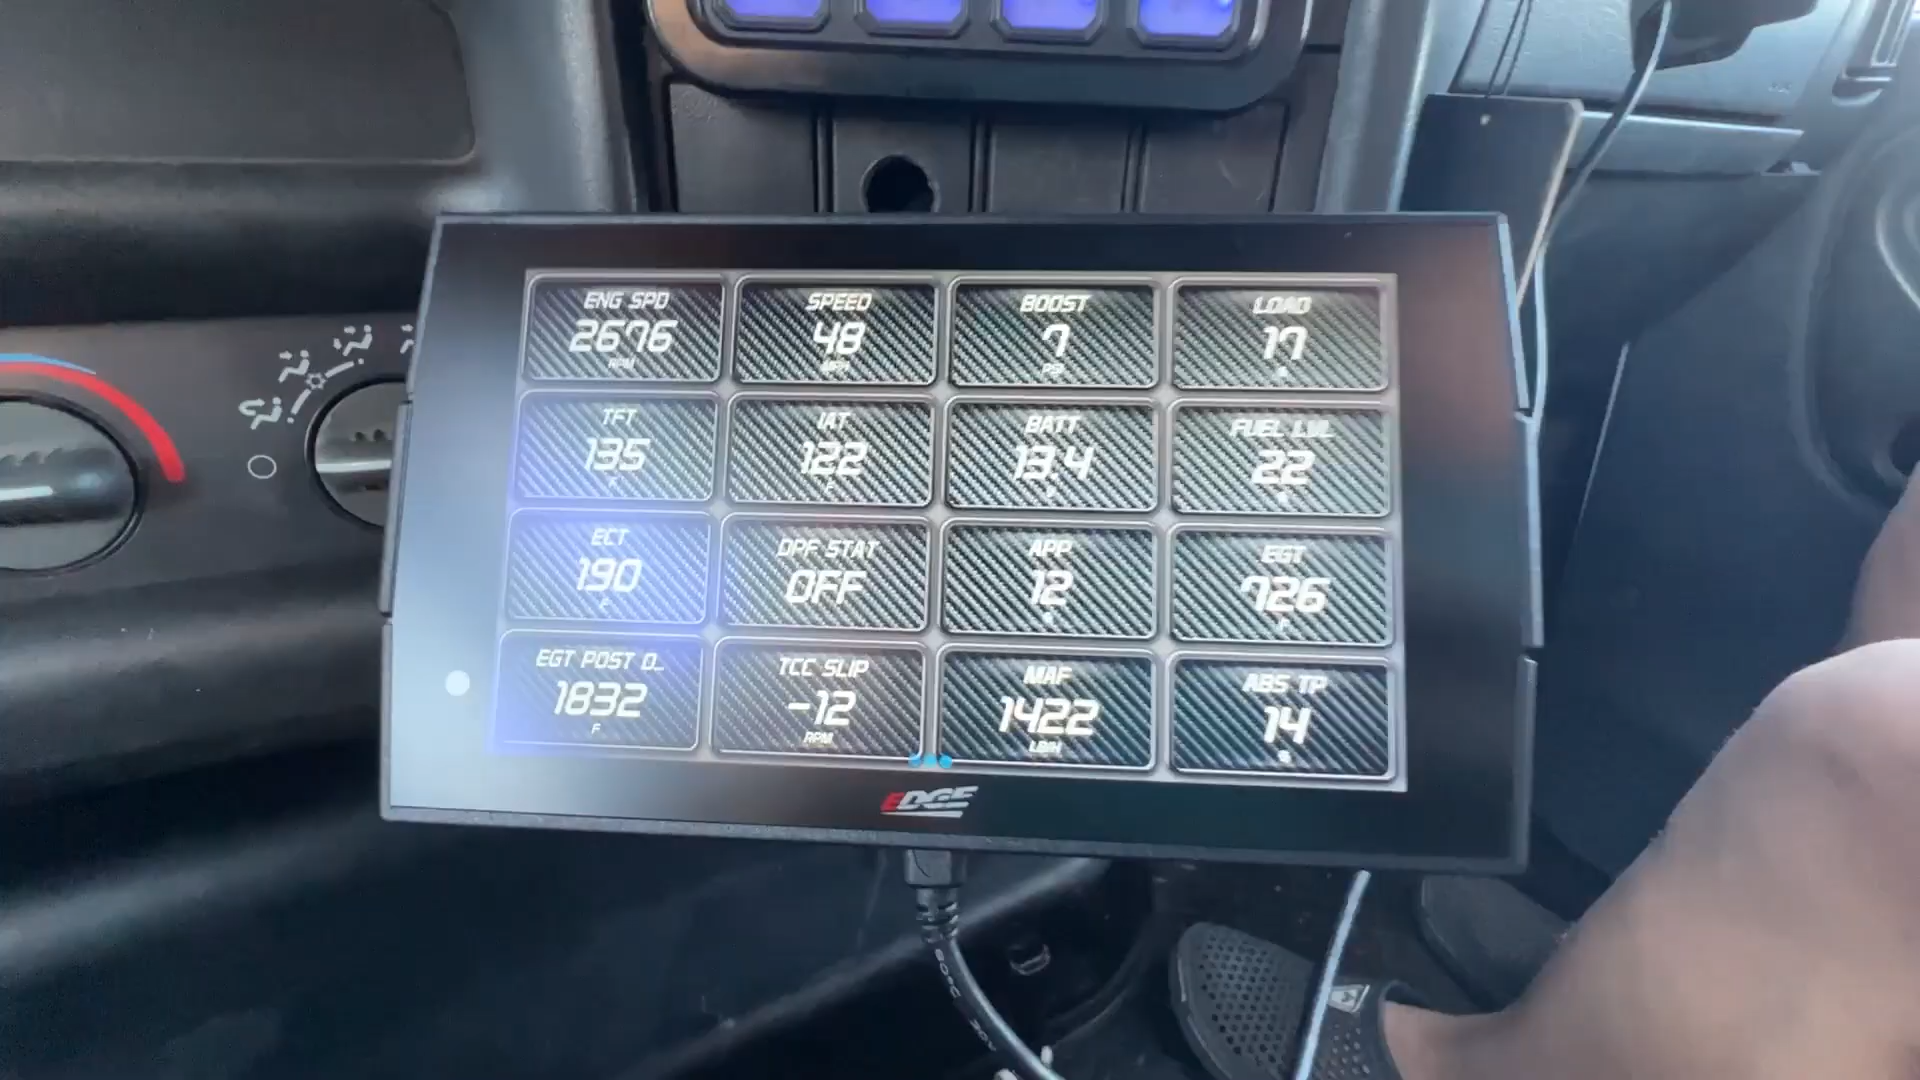 ENG SPD
2676
RPM
SPEED
48
MPH
BOOST
7
PSI
LOAD
17
%
TFT
135
F
IAT
122
F
BATT
13.4
V
FUEL LVL
22
%
ECT
190
F
DPF STAT
OFF
APP
12
%
EGT
726
F
EGT POST D...
1832
F
TCC SLIP
-12
RPM
MAF
1422
LB/H
ABS TP
14
%
EDGE